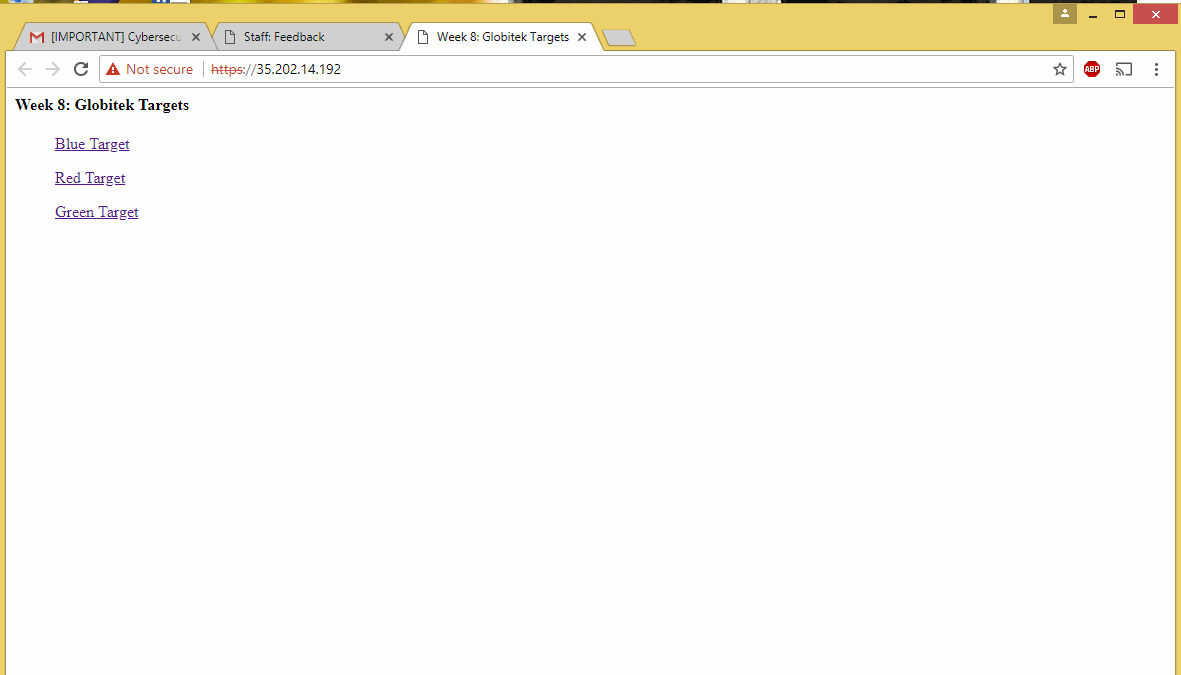 [IMPORTANT] Cybersecu
Staff: Feedback
Week 8: Globitek Targets
Not secure
https://35.202.14.192
ABP
Week 8: Globitek Targets
Blue Target
Red Target
Green Target